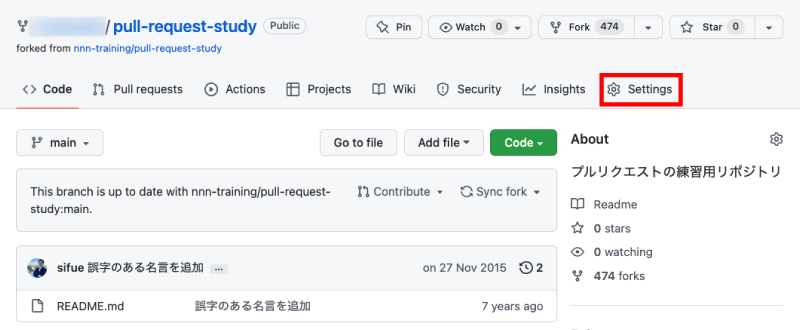 / pull-request-study Public Pin Watch 0 Fork 474 Star 0
forked from nnn-training/pull-request-study
Code Pull requests Actions Projects Wiki Security Insights Settings
main Go to file Add file Code About
プルリクエストの練習用リポジトリ
This branch is up to date with nnn-training/pull-request-
study:main.
Contribute Sync fork
Readme
0 stars
0 watching
474 forks
sifue 誤字のある名言を追加 ... on 27 Nov 2015 2
README.md 誤字のある名言を追加 7 years ago